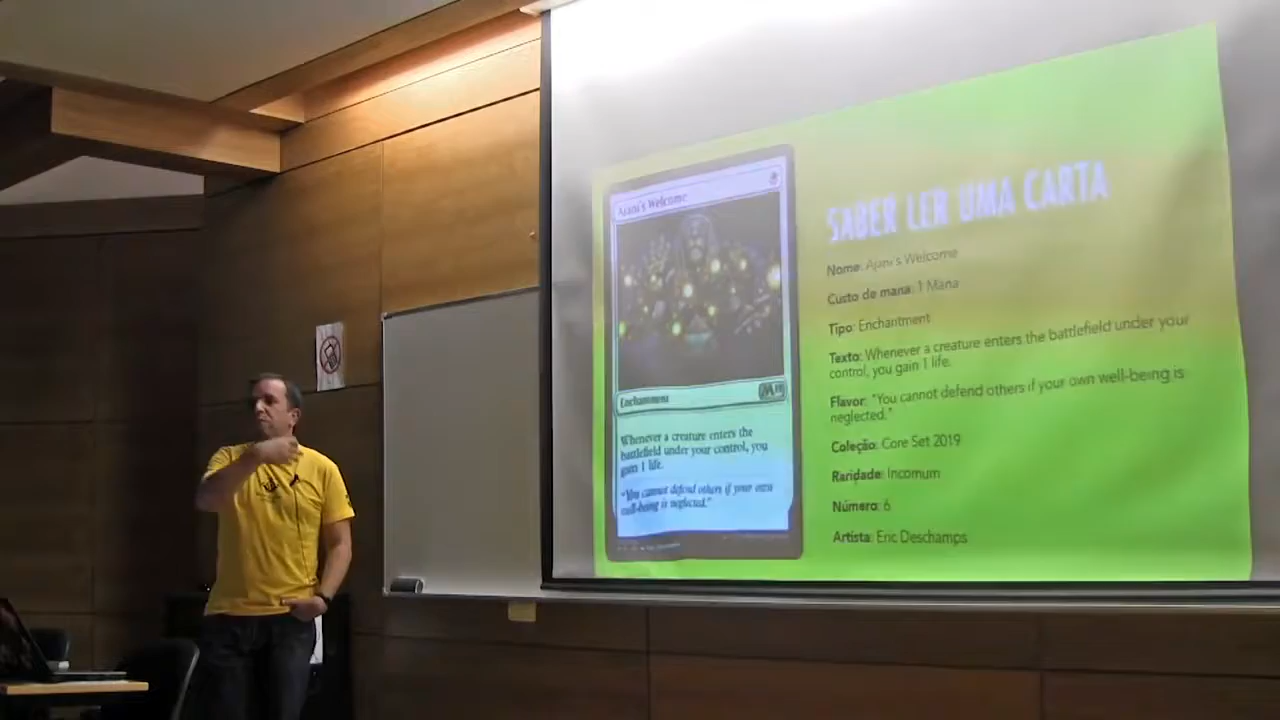 Ajani's Welcome
Enchantment
M19
Whenever a creature enters the
battlefield under your control, you
gain 1 life.
"You cannot defend others if your own
well-being is neglected."
SABER LER UMA CARTA
Nome: Ajani's Welcome
Custo de mana: 1 Mana
Tipo: Enchantment
Texto: Whenever a creature enters the battlefield under your
control, you gain 1 life.
Flavor: "You cannot defend others if your own well-being is
neglected."
Coleção: Core Set 2019
Raridade: Incomum
Número: 6
Artista: Eric Deschamps